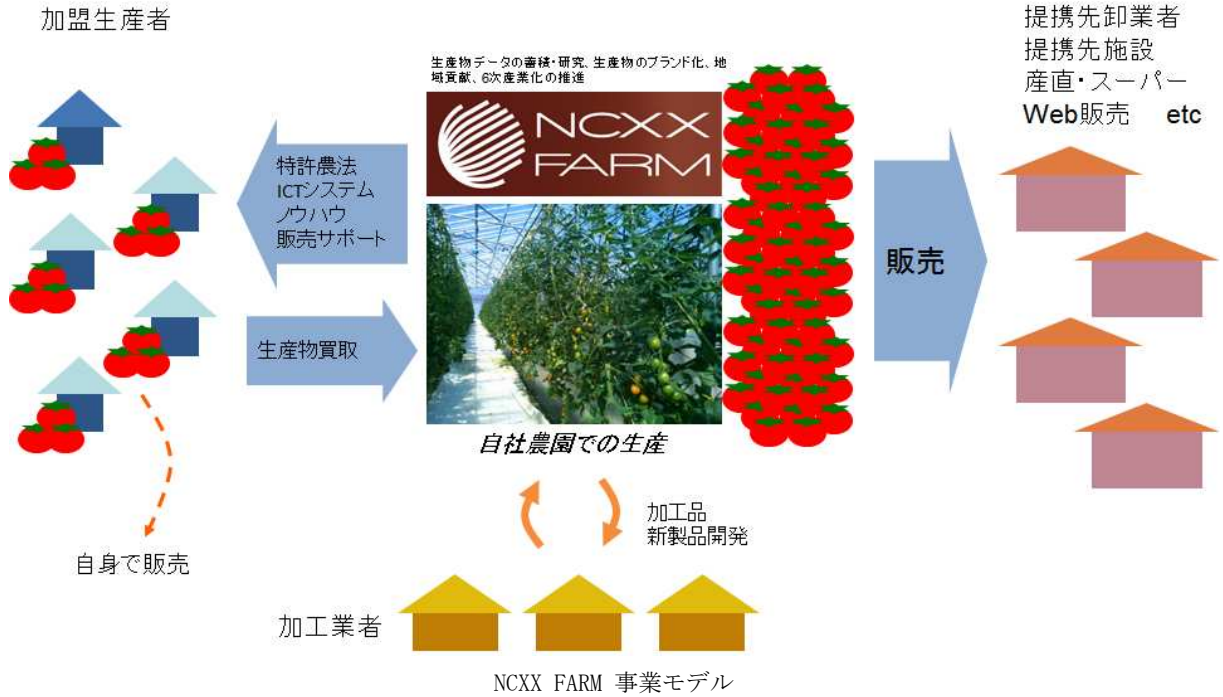 加盟生産者
生産物データの蓄積・研究、生産物のブランド化、地
域貢献、6次産業化の推進
NCXX
FARM
特許農法
ICTシステム
ノウハウ
販売サポート
生産物買取
自社農園での生産
販売
提携先卸業者
提携先施設
産直・スーパー
Web販売 etc
自身で販売
加工品
新製品開発
加工業者
NCXX FARM 事業モデル